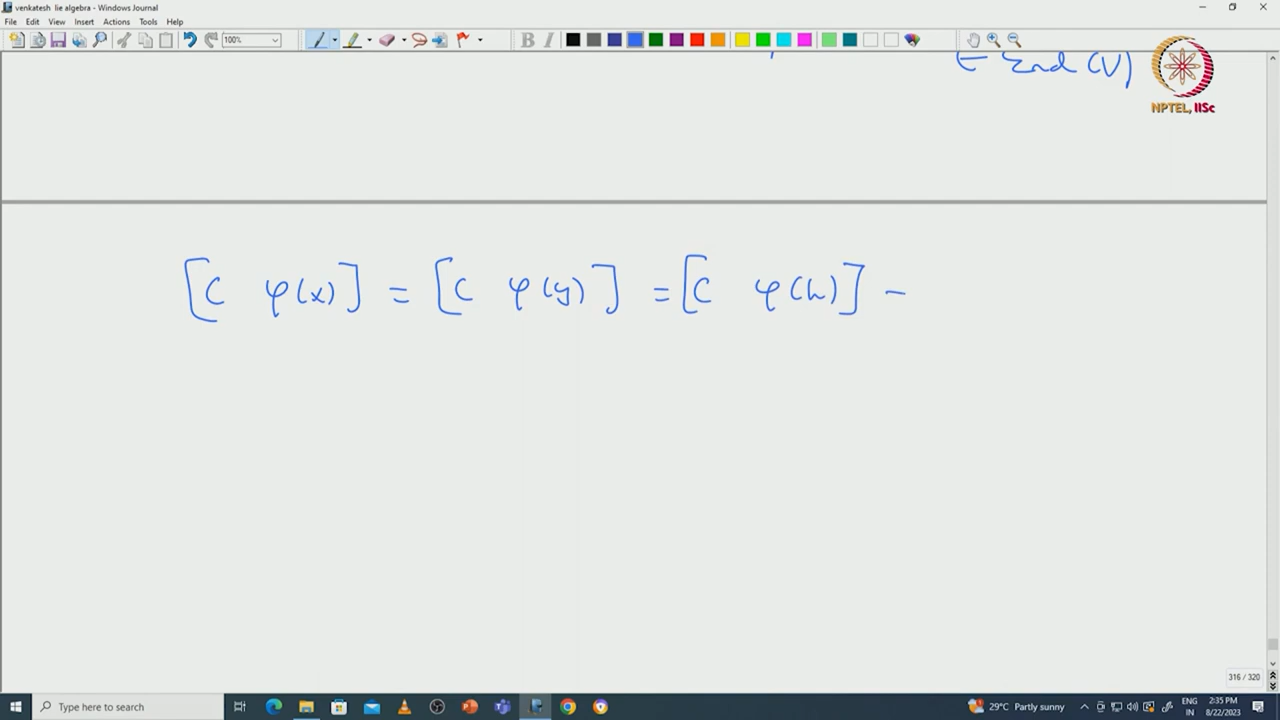 venkatesh lie algebra - Windows Journal
File Edit View Insert Actions Tools Help
100%
∈ End (V)
NPTEL, IISc
[C φ(x)] = [C φ(y)] = [C φ(h)] -
316 / 320
Type here to search
29°C Partly sunny
ENG
IN
2:35 PM
8/22/2023